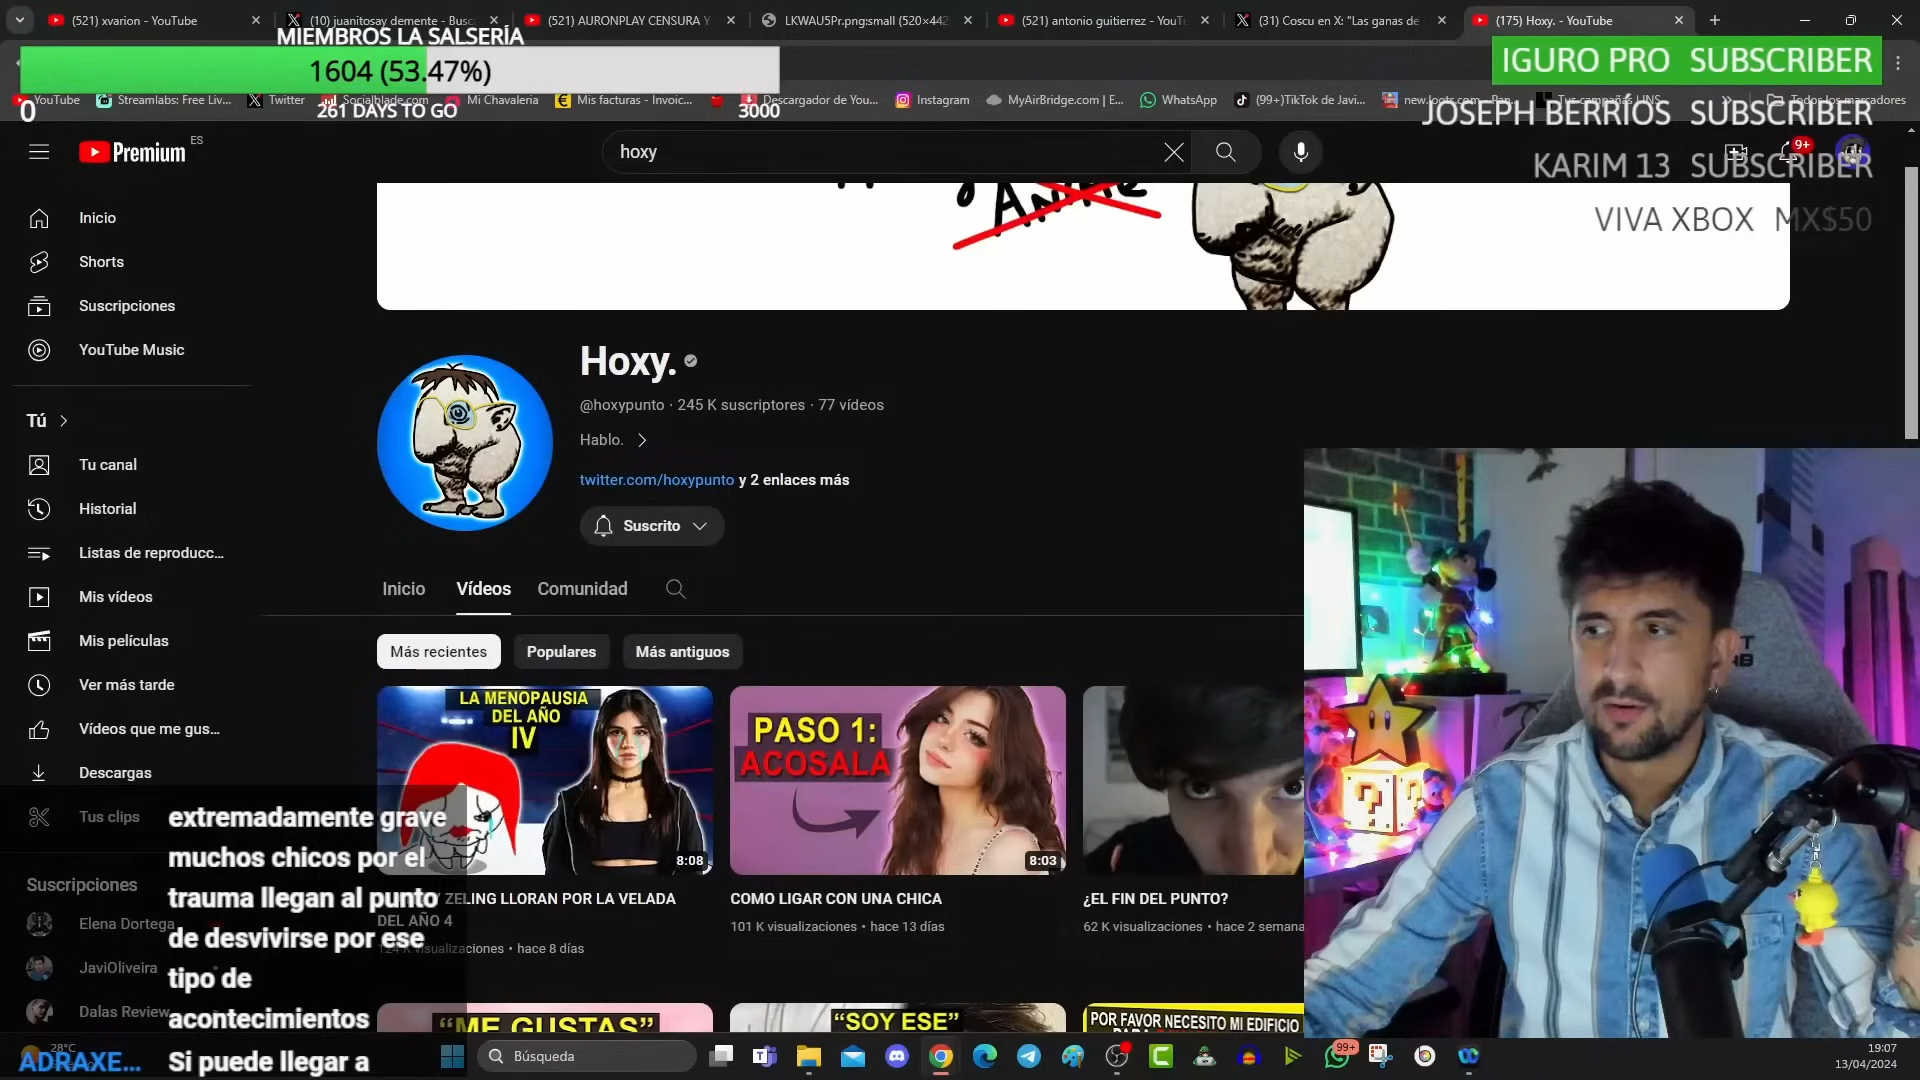 (521) xvarion - YouTube
(10) juanitosay demente - Busc
(521) AURONPLAY CENSURA Y
LKWAU5Pr.png:small (520×442
(521) antonio guitierrez - YouTu
(31) Coscu en X: "Las ganas de
(175) Hoxy. - YouTube
MIEMBROS LA SALSERÍA
1604 (53.47%)
0
261 DAYS TO GO
3000
YouTube
Streamlabs: Free Liv...
Twitter
Socialblade.com
Mi Chavaleria
Mis facturas - Invoic...
Descargador de You...
Instagram
MyAirBridge.com | E...
WhatsApp
(99+)TikTok de Javi...
Todos los marcadores
IGURO PRO SUBSCRIBER
JOSEPH BERRÍOS SUBSCRIBER
KARIM 13 SUBSCRIBER
VIVA XBOX MX$50
Premium
ES
hoxy
9+
Inicio
Shorts
Suscripciones
YouTube Music
Tú
Tu canal
Historial
Listas de reproducc...
Mis vídeos
Mis películas
Ver más tarde
Vídeos que me gus...
Descargas
Tus clips
Suscripciones
Elena Dortega
JaviOliveira
Dalas Review
ANIME
Hoxy.
@hoxypunto · 245 K suscriptores · 77 vídeos
Hablo.
twitter.com/hoxypunto y 2 enlaces más
Suscrito
Inicio
Vídeos
Comunidad
Más recientes
Populares
Más antiguos
LA MENOPAUSIA
DEL AÑO
IV
8:08
ZELING LLORAN POR LA VELADA
DEL AÑO 4
124 K visualizaciones • hace 8 días
PASO 1:
ACOSALA
8:03
COMO LIGAR CON UNA CHICA
101 K visualizaciones • hace 13 días
¿EL FIN DEL PUNTO?
62 K visualizaciones • hace 2 semana
"ME GUSTAS"
"SOY ESE"
POR FAVOR NECESITO MI EDIFICIO
extremadamente grave
muchos chicos por el
trauma llegan al punto
de desvivirse por ese
tipo de
acontecimientos
ADRAXE...
Si puede llegar a
28°C
Búsqueda
99+
19:07
13/04/2024